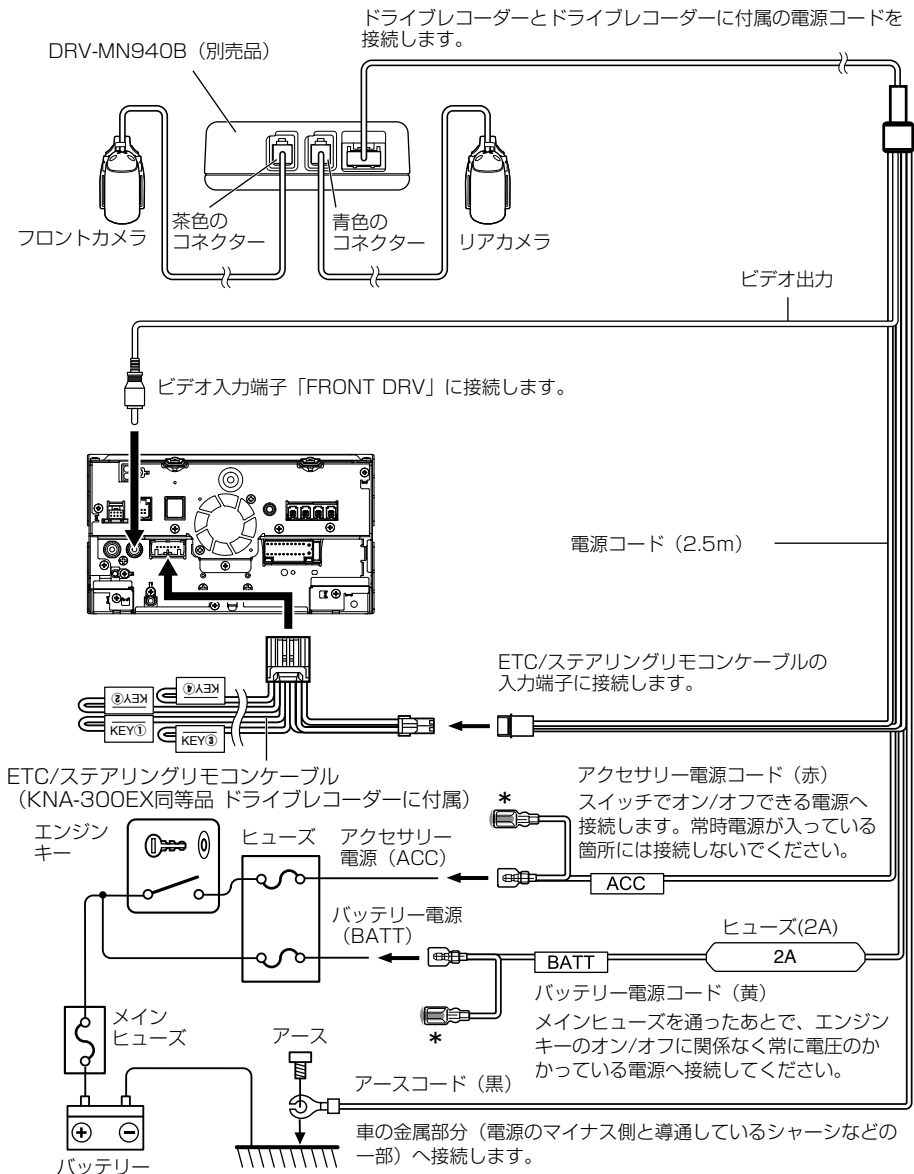 ドライブレコーダーとドライブレコーダーに付属の電源コードを
接続します。
DRV-MN940B（別売品）
茶色の
コネクター
青色の
コネクター
フロントカメラ
リアカメラ
ビデオ出力
ビデオ入力端子「FRONT DRV」に接続します。
電源コード（2.5m）
ETC/ステアリングリモコンケーブルの
入力端子に接続します。
KEY②
KEY④
KEY①
KEY③
ETC/ステアリングリモコンケーブル
（KNA-300EX同等品 ドライブレコーダーに付属）
アクセサリー電源コード（赤）
スイッチでオン/オフできる電源へ
接続します。常時電源が入っている
箇所には接続しないでください。
*
エンジン
キー
ヒューズ
アクセサリー
電源（ACC）
ACC
バッテリー電源
（BATT）
ヒューズ(2A)
2A
BATT
バッテリー電源コード（黄）
*
メインヒューズを通ったあとで、エンジン
キーのオン/オフに関係なく常に電圧のか
かっている電源へ接続してください。
メイン
ヒューズ
アース
アースコード（黒）
車の金属部分（電源のマイナス側と導通しているシャーシなどの
一部）へ接続します。
＋
－
バッテリー